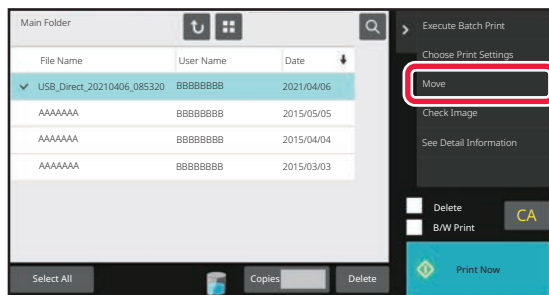 Main Folder
File Name User Name Date
USB_Direct_20210406_085320 BBBBBBBB 2021/04/06
AAAAAAA BBBBBBBB 2015/05/05
AAAAAAA BBBBBBBB 2015/04/04
AAAAAAA BBBBBBBB 2015/03/03
Select All Copies Delete
Execute Batch Print
Choose Print Settings
Move
Check Image
See Detail Information
Delete
B/W Print
CA
Print Now